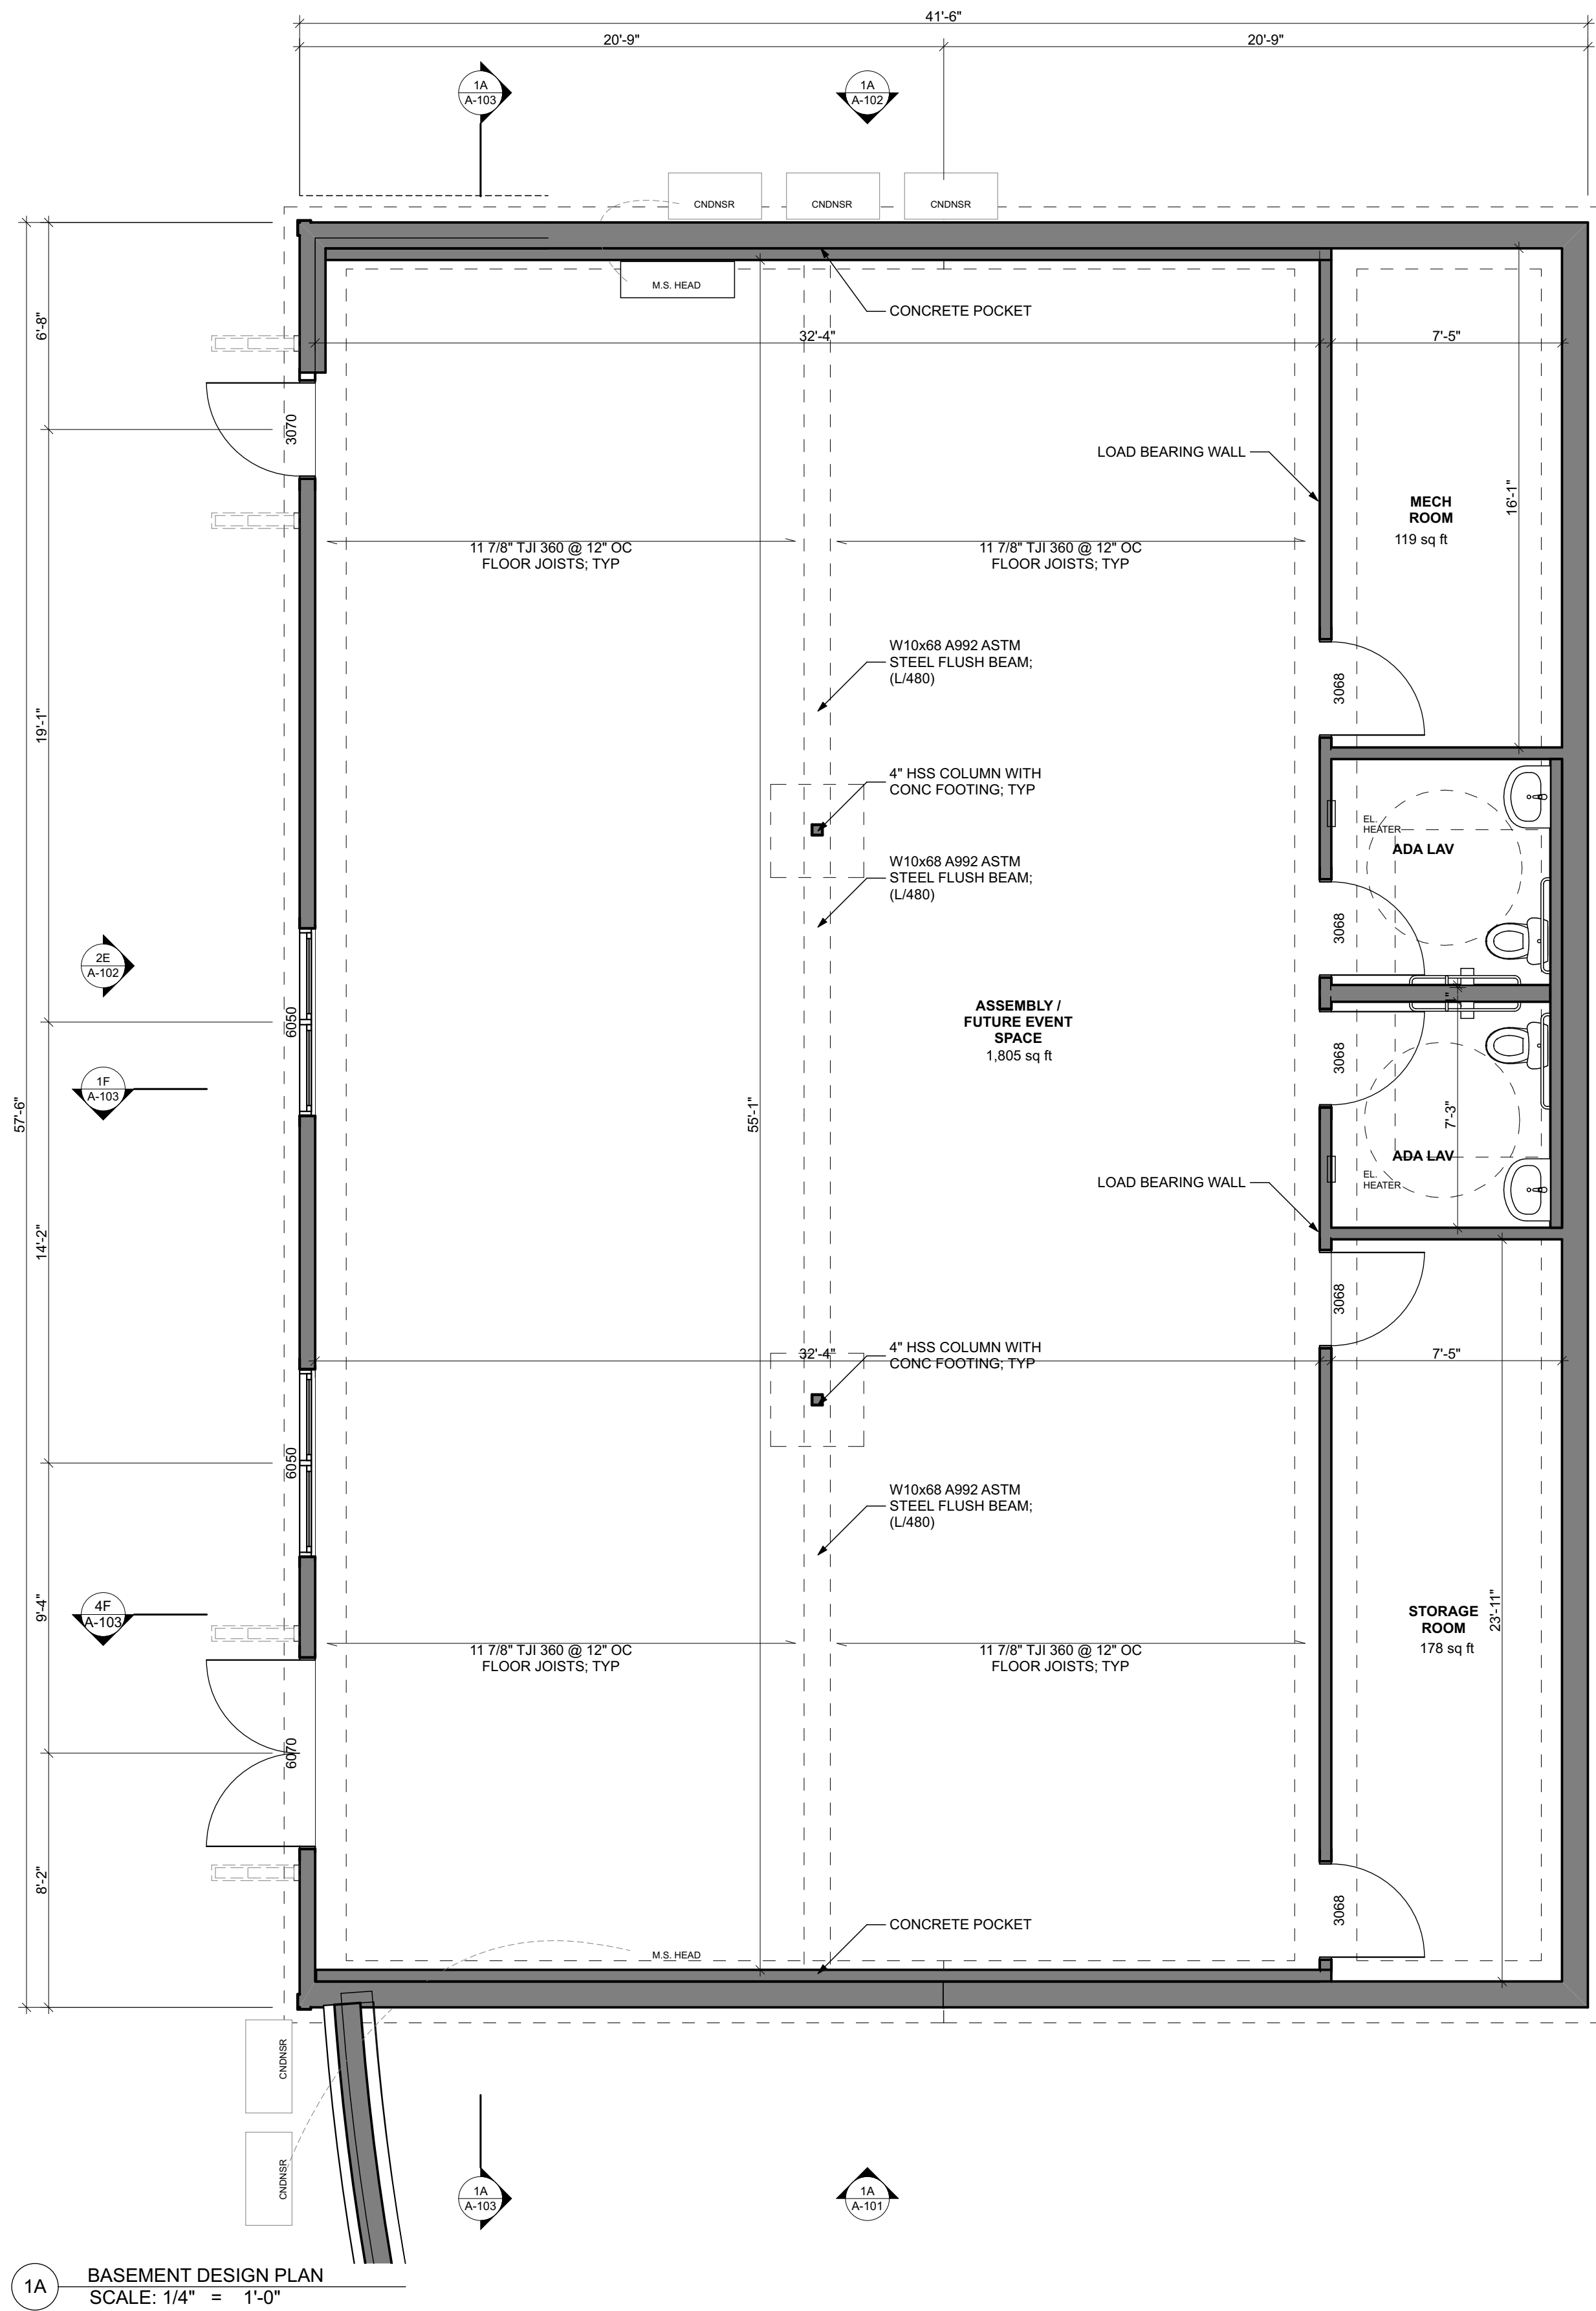 41'-6"
20'-9"
20'-9"
1A
A-103
1A
A-102
CNDNSR
CNDNSR
CNDNSR
M.S. HEAD
CONCRETE POCKET
6'-8"
32'-4"
7'-5"
3070
LOAD BEARING WALL
MECH
ROOM
119 sq ft
16'-1"
11 7/8" TJI 360 @ 12" OC
FLOOR JOISTS; TYP
11 7/8" TJI 360 @ 12" OC
FLOOR JOISTS; TYP
W10x68 A992 ASTM
STEEL FLUSH BEAM;
(L/480)
3068
19'-1"
4" HSS COLUMN WITH
CONC FOOTING; TYP
EL.
HEATER
ADA LAV
W10x68 A992 ASTM
STEEL FLUSH BEAM;
(L/480)
3068
2E
A-102
6050
ASSEMBLY /
FUTURE EVENT
SPACE
1,805 sq ft
3068
1F
A-103
57'-6"
55'-1"
7'-3"
ADA LAV
EL.
HEATER
LOAD BEARING WALL
14'-2"
3068
4" HSS COLUMN WITH
CONC FOOTING; TYP
32'-4"
7'-5"
6050
W10x68 A992 ASTM
STEEL FLUSH BEAM;
(L/480)
9'-4"
4F
A-103
STORAGE
ROOM
178 sq ft
23'-11"
11 7/8" TJI 360 @ 12" OC
FLOOR JOISTS; TYP
11 7/8" TJI 360 @ 12" OC
FLOOR JOISTS; TYP
6070
8'-2"
3068
CONCRETE POCKET
M.S. HEAD
CNDNSR
CNDNSR
1A
A-103
1A
A-101
1A
BASEMENT DESIGN PLAN
SCALE: 1/4" = 1'-0"